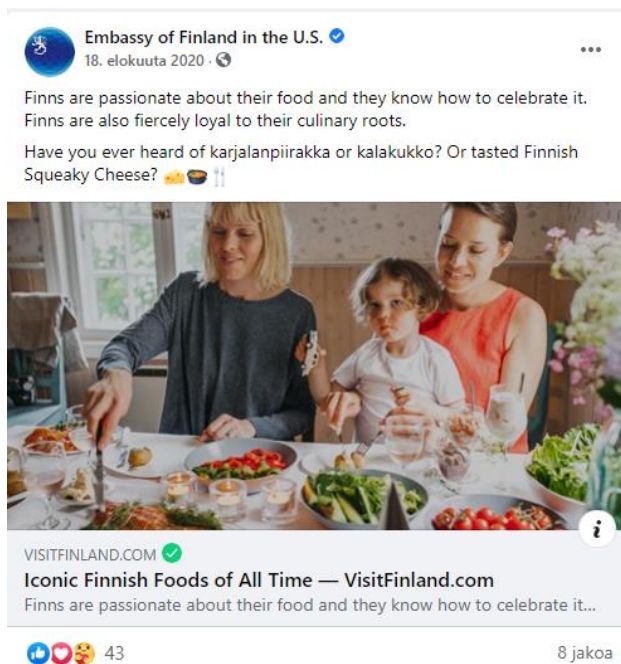 Embassy of Finland in the U.S.
18. elokuuta 2020 ·
Finns are passionate about their food and they know how to celebrate it.
Finns are also fiercely loyal to their culinary roots.
Have you ever heard of karjalanpiirakka or kalakukko? Or tasted Finnish
Squeaky Cheese? 🧀🍲🍴
VISITFINLAND.COM
Iconic Finnish Foods of All Time — VisitFinland.com
Finns are passionate about their food and they know how to celebrate it...
43
8 jakoa